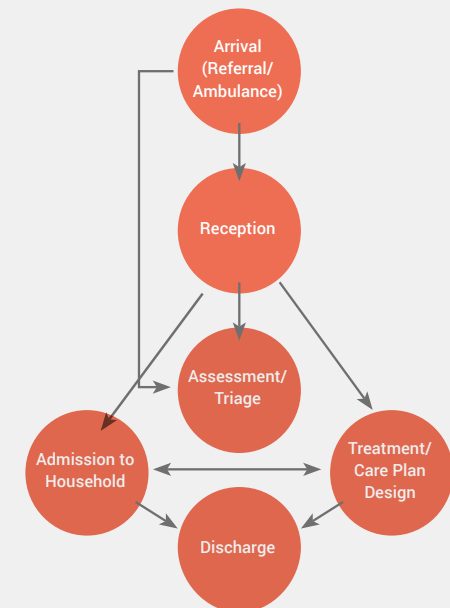 Arrival
(Referral/
Ambulance)
Reception
Assessment/
Triage
Admission to
Household
Treatment/
Care Plan
Design
Discharge